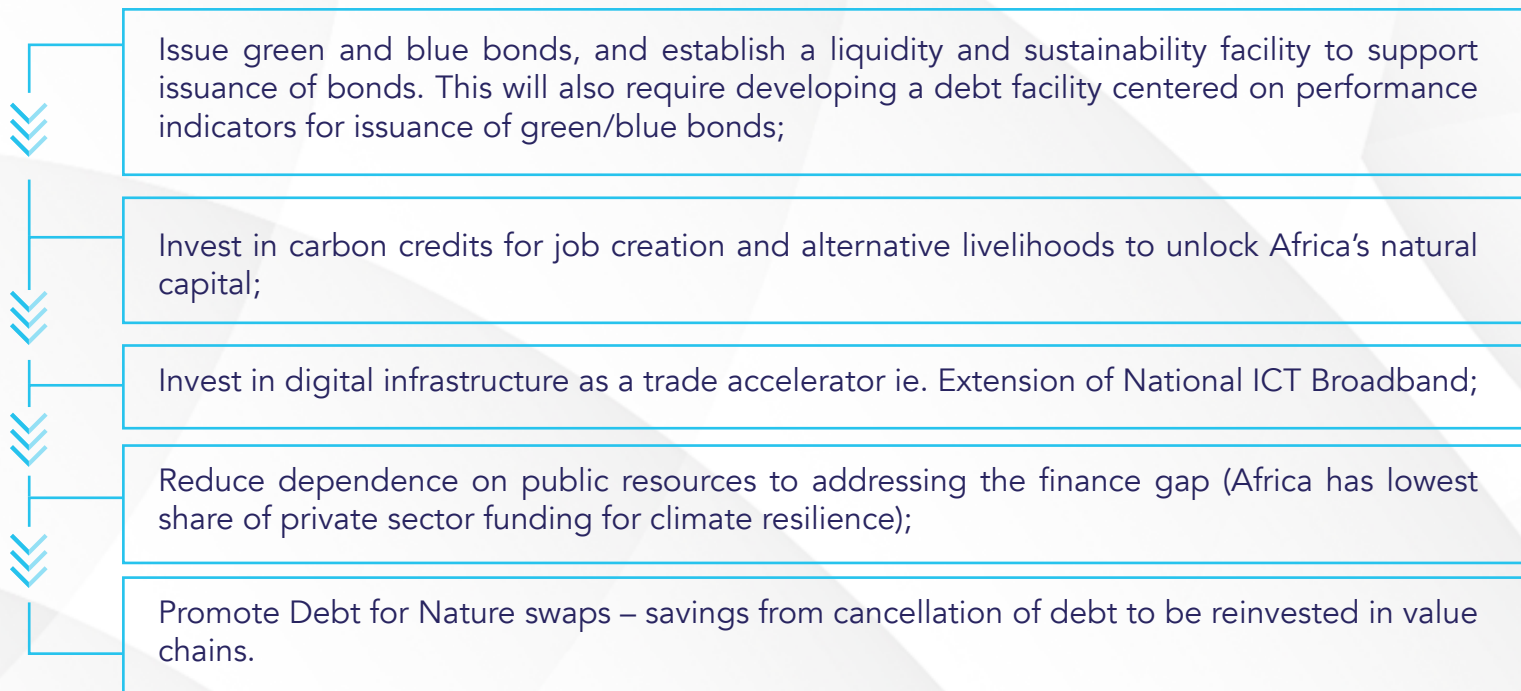 Issue green and blue bonds, and establish a liquidity and sustainability facility to support
issuance of bonds. This will also require developing a debt facility centered on performance
indicators for issuance of green/blue bonds;
Invest in carbon credits for job creation and alternative livelihoods to unlock Africa’s natural
capital;
Invest in digital infrastructure as a trade accelerator ie. Extension of National ICT Broadband;
Reduce dependence on public resources to addressing the finance gap (Africa has lowest
share of private sector funding for climate resilience);
Promote Debt for Nature swaps – savings from cancellation of debt to be reinvested in value
chains.